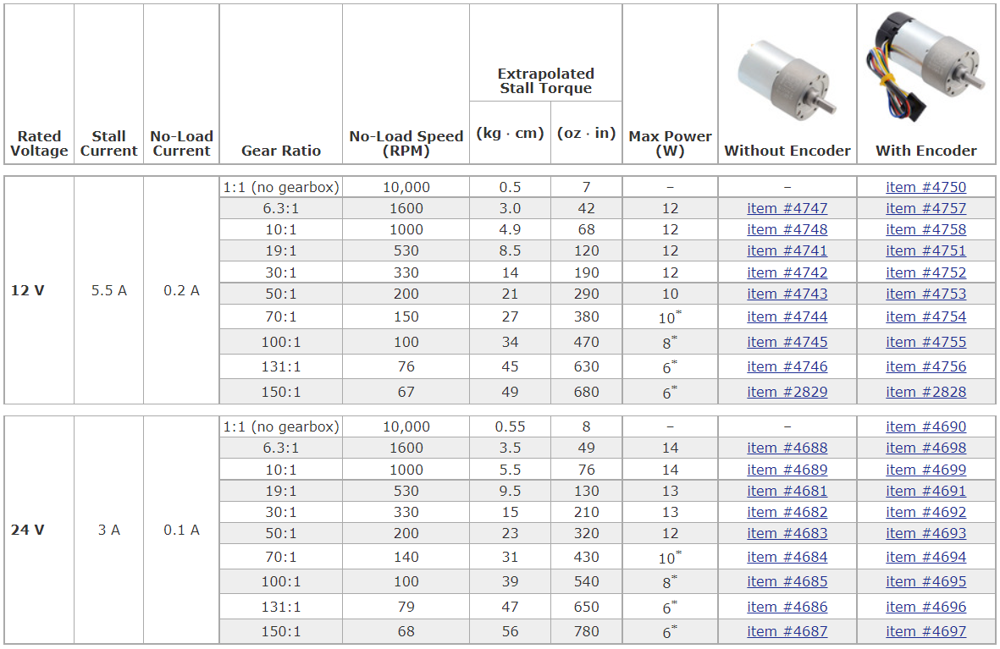 Rated Voltage
Stall Current
No-Load Current
Gear Ratio
No-Load Speed (RPM)
Extrapolated Stall Torque
(kg · cm) (oz · in)
Max Power (W)
Without Encoder
With Encoder
12 V 5.5 A 0.2 A
1:1 (no gearbox) 10,000 0.5 7 – – item #4750
6.3:1 1600 3.0 42 12 item #4747 item #4757
10:1 1000 4.9 68 12 item #4748 item #4758
19:1 530 8.5 120 12 item #4741 item #4751
30:1 330 14 190 12 item #4742 item #4752
50:1 200 21 290 10 item #4743 item #4753
70:1 150 27 380 10* item #4744 item #4754
100:1 100 34 470 8* item #4745 item #4755
131:1 76 45 630 6* item #4746 item #4756
150:1 67 49 680 6* item #2829 item #2828
24 V 3 A 0.1 A
1:1 (no gearbox) 10,000 0.55 8 – – item #4690
6.3:1 1600 3.5 49 14 item #4688 item #4698
10:1 1000 5.5 76 14 item #4689 item #4699
19:1 530 9.5 130 13 item #4681 item #4691
30:1 330 15 210 13 item #4682 item #4692
50:1 200 23 320 12 item #4683 item #4693
70:1 140 31 430 10* item #4684 item #4694
100:1 100 39 540 8* item #4685 item #4695
131:1 79 47 650 6* item #4686 item #4696
150:1 68 56 780 6* item #4687 item #4697